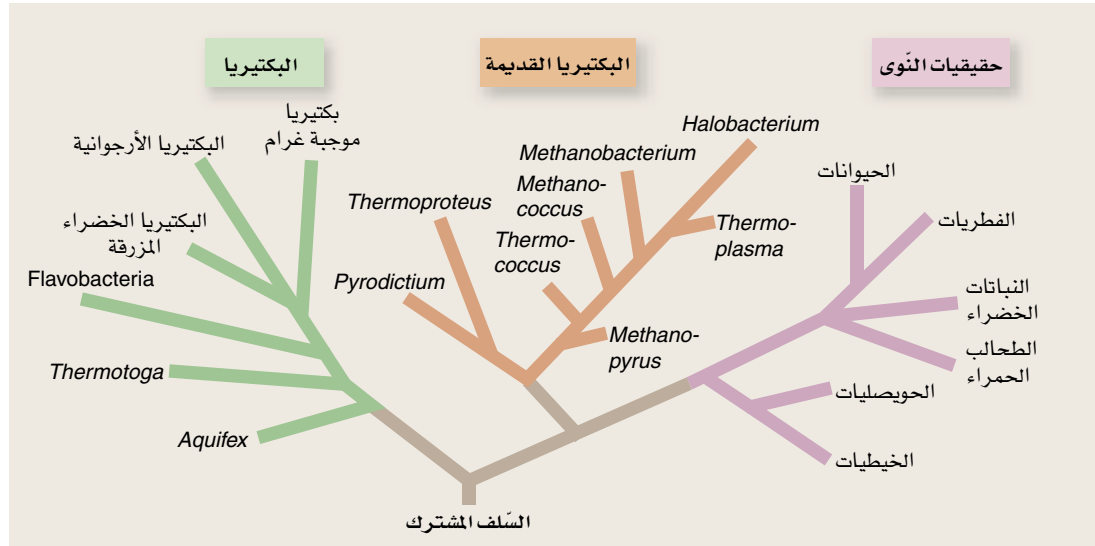 البكتيريا
البكتيريا القديمة
حقيقيات النّوى
بكتيريا
موجبة غرام
البكتيريا الأرجوانية
البكتيريا الخضراء
المزرقة
Flavobacteria
Thermotoga
Aquifex
Halobacterium
Methanobacterium
Methano-
coccus
Thermoproteus
Thermo-
coccus
Thermo-
plasma
Pyrodictium
Methano-
pyrus
الحيوانات
الفطريات
النباتات
الخضراء
الطحالب
الحمراء
الحويصليات
الخيطيات
السّلف المشترك